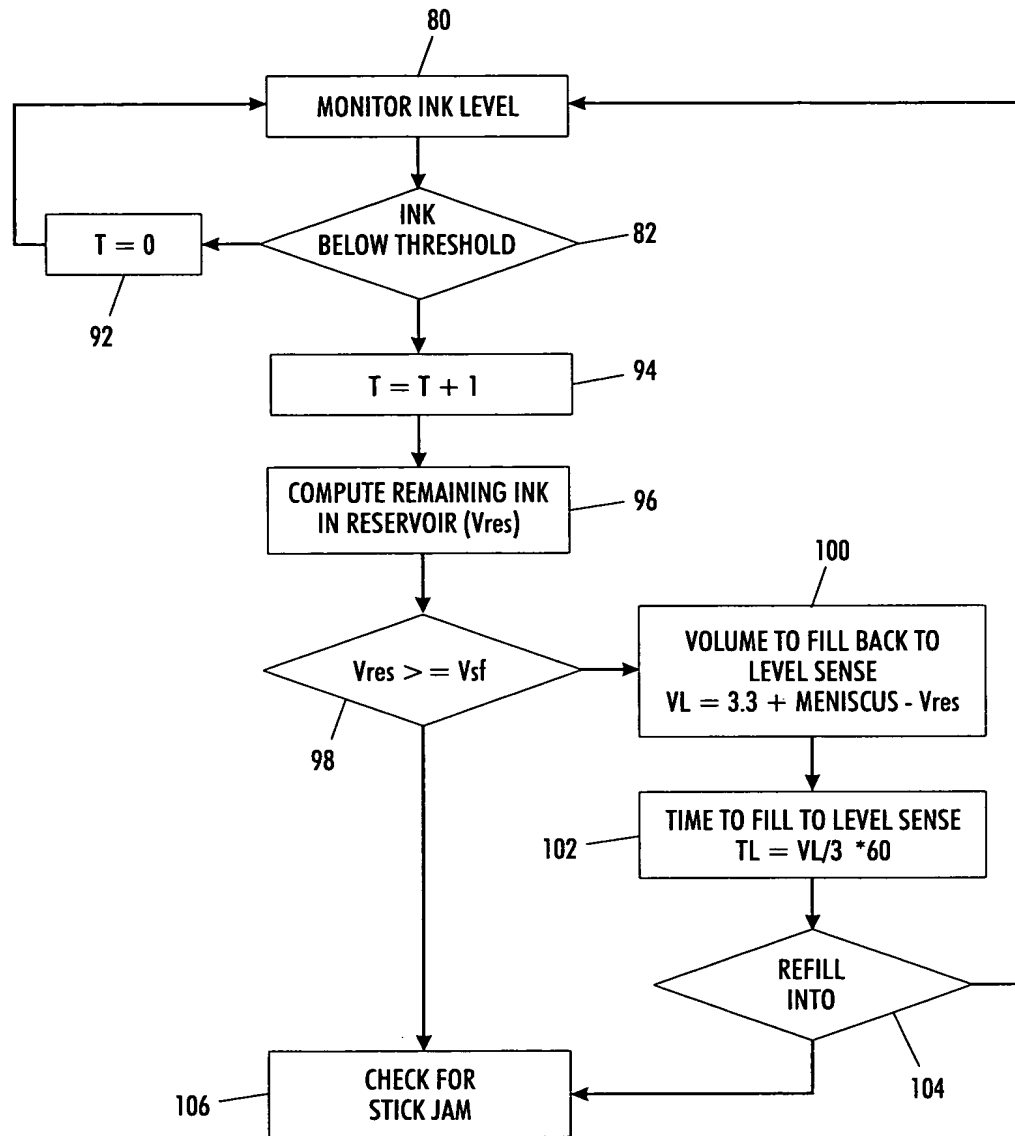 80
MONITOR INK LEVEL
INK
BELOW THRESHOLD
82
T = 0
92
T = T + 1
94
COMPUTE REMAINING INK
IN RESERVOIR (Vres)
96
Vres > = Vsf
98
100
VOLUME TO FILL BACK TO
LEVEL SENSE
VL = 3.3 + MENISCUS - Vres
TIME TO FILL TO LEVEL SENSE
TL = VL/3 *60
102
REFILL
INTO
104
CHECK FOR
STICK JAM
106